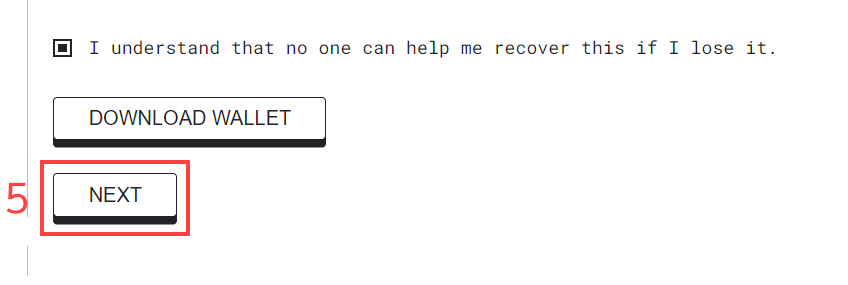 I understand that no one can help me recover this if I lose it.
DOWNLOAD WALLET
5
NEXT